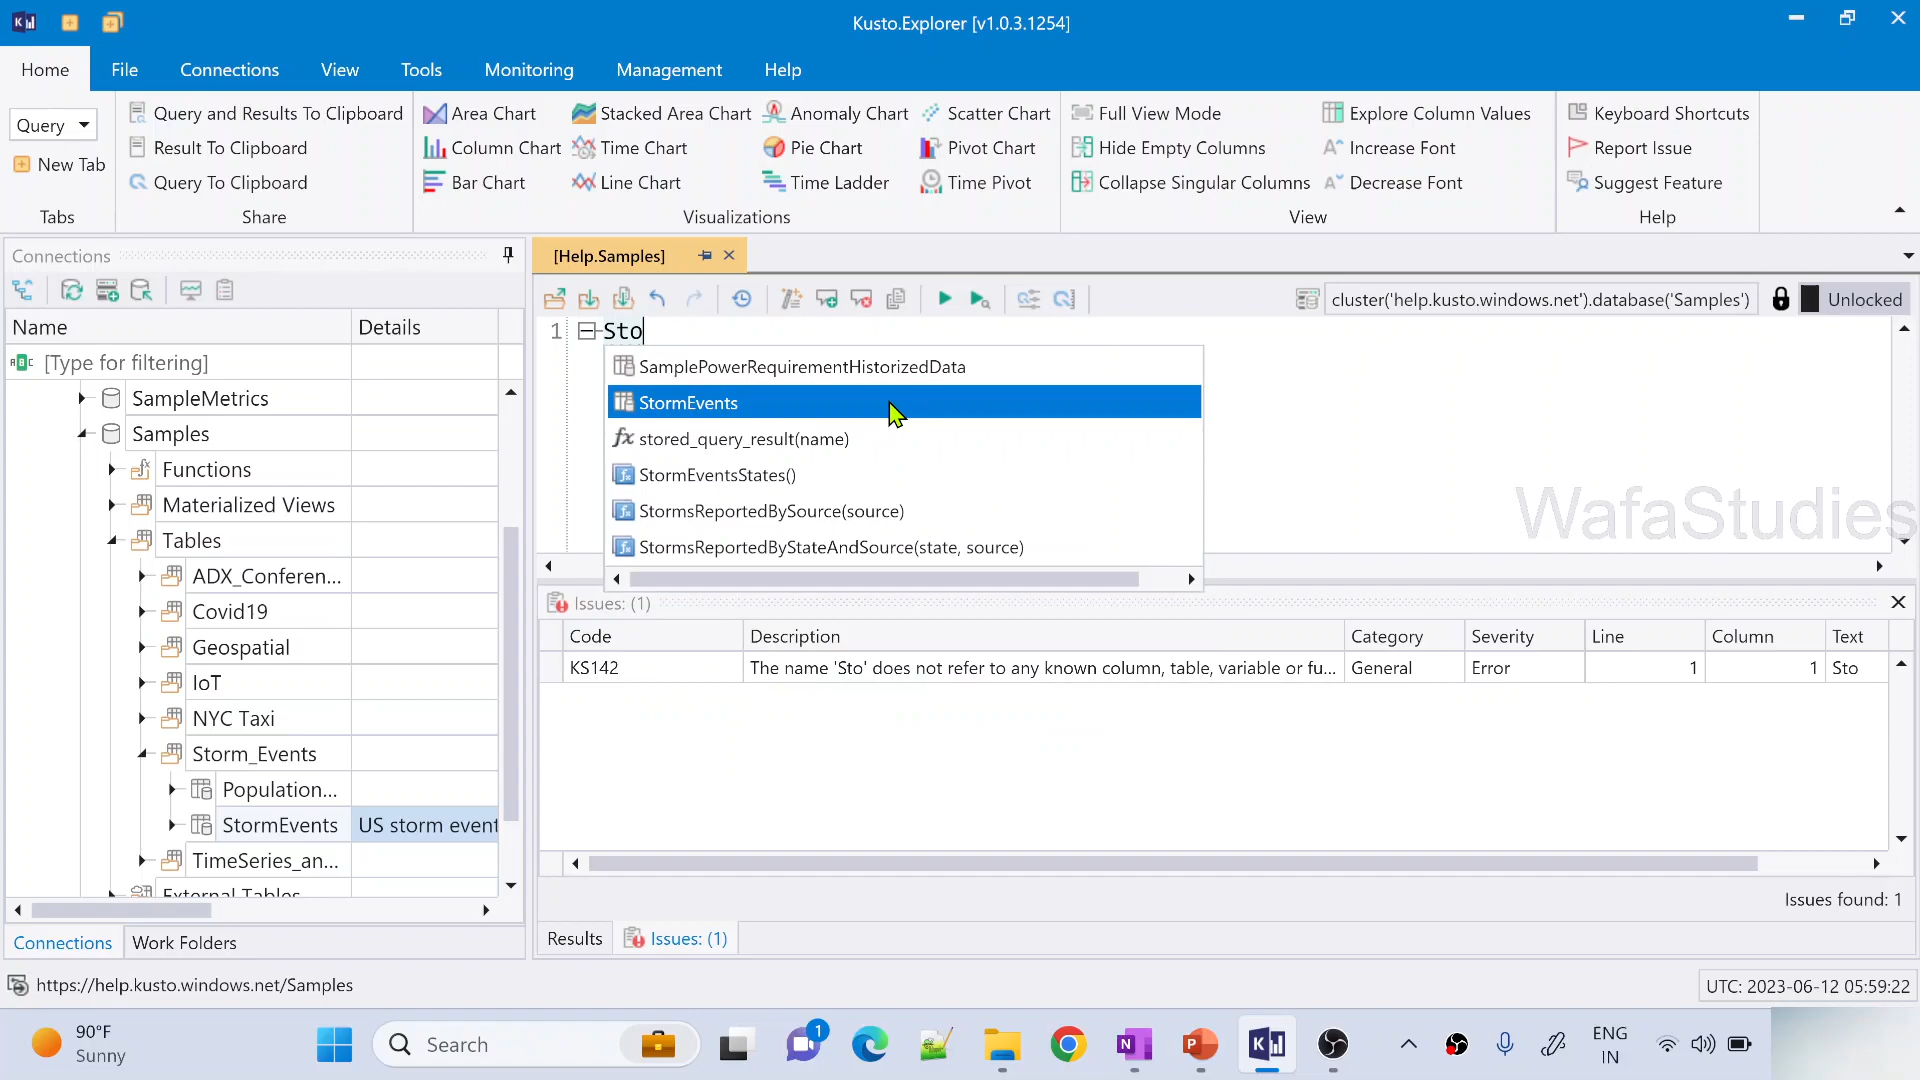 Kusto.Explorer [v1.0.3.1254]
Home File Connections View Tools Monitoring Management Help
Query
New Tab
Tabs
Query and Results To Clipboard
Result To Clipboard
Query To Clipboard
Share
Area Chart Stacked Area Chart Anomaly Chart Scatter Chart
Column Chart Time Chart Pie Chart Pivot Chart
Bar Chart Line Chart Time Ladder Time Pivot
Visualizations
Full View Mode Explore Column Values
Hide Empty Columns Increase Font
Collapse Singular Columns Decrease Font
View
Keyboard Shortcuts
Report Issue
Suggest Feature
Help
Connections
Name Details
[Type for filtering]
SampleMetrics
Samples
Functions
Materialized Views
Tables
ADX_Conferen...
Covid19
Geospatial
IoT
NYC Taxi
Storm_Events
Population...
StormEvents US storm event
TimeSeries_an...
External Tables
Connections Work Folders
[Help.Samples]
cluster('help.kusto.windows.net').database('Samples') Unlocked
1 Sto
SamplePowerRequirementHistorizedData
StormEvents
stored_query_result(name)
StormEventsStates()
StormsReportedBySource(source)
StormsReportedByStateAndSource(state, source)
WafaStudies
Issues: (1)
Code Description Category Severity Line Column Text
KS142 The name 'Sto' does not refer to any known column, table, variable or fu... General Error 1 1 Sto
Issues found: 1
Results Issues: (1)
https://help.kusto.windows.net/Samples
UTC: 2023-06-12 05:59:22
90°F
Sunny
Search
1
ENG
IN